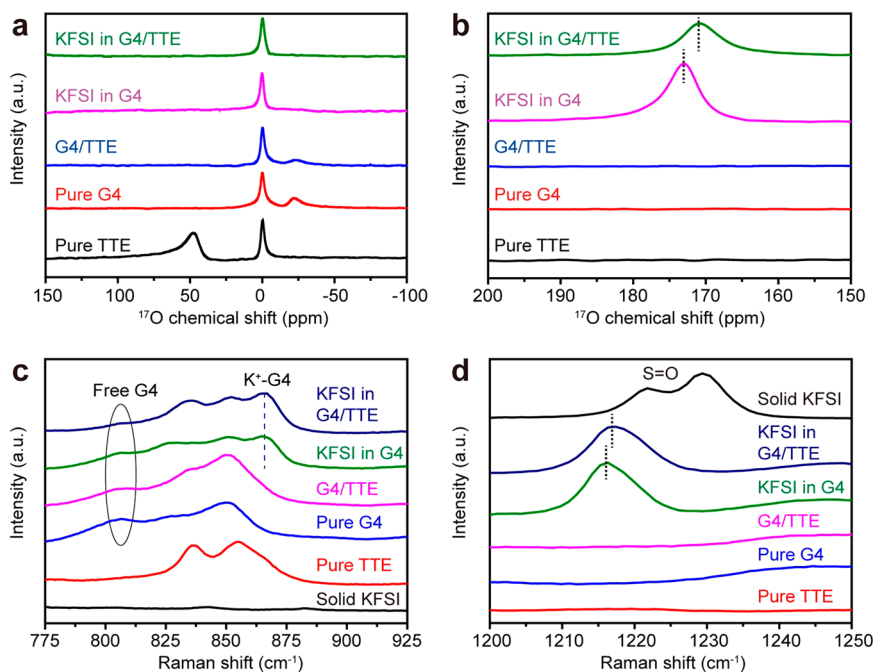 a
Intensity (a.u.)
KFSI in G4/TTE
KFSI in G4
G4/TTE
Pure G4
Pure TTE
150 100 50 0 -50 -100
¹⁷O chemical shift (ppm)
b
Intensity (a.u.)
KFSI in G4/TTE
KFSI in G4
G4/TTE
Pure G4
Pure TTE
200 190 180 170 160 150
¹⁷O chemical shift (ppm)
c
Intensity (a.u.)
Free G4
K⁺-G4
KFSI in
G4/TTE
KFSI in G4
G4/TTE
Pure G4
Pure TTE
Solid KFSI
775 800 825 850 875 900 925
Raman shift (cm⁻¹)
d
Intensity (a.u.)
S=O
Solid KFSI
KFSI in
G4/TTE
KFSI in G4
G4/TTE
Pure G4
Pure TTE
1200 1210 1220 1230 1240 1250
Raman shift (cm⁻¹)